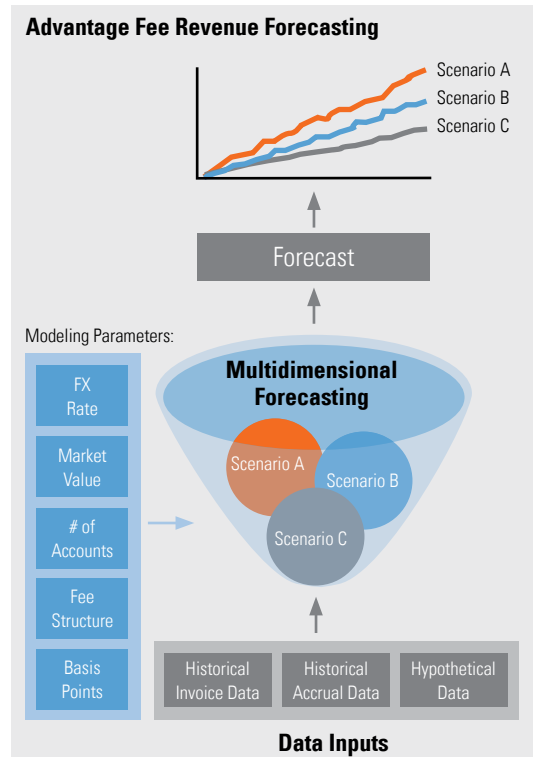 Advantage Fee Revenue Forecasting
Scenario A
Scenario B
Scenario C
Forecast
Modeling Parameters:
FX
Rate
Market
Value
# of
Accounts
Fee
Structure
Basis
Points
Multidimensional
Forecasting
Scenario A
Scenario B
Scenario C
Historical
Invoice Data
Historical
Accrual Data
Hypothetical
Data
Data Inputs